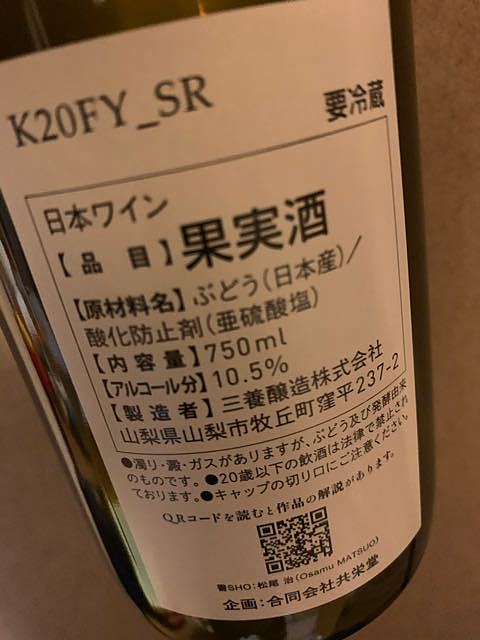 K20FY_SR
要冷蔵
日本ワイン
【品 目】果実酒
【原材料名】ぶどう(日本産)/
酸化防止剤(亜硫酸塩)
【内容量】750ml
【アルコール分】10.5%
【製造者】三養醸造株式会社
山梨県山梨市牧丘町窪平237-2
●濁り・澱・ガスがありますが、ぶどう及び発酵由来
のものです。●20歳以下の飲酒は法律で禁止され
ております。●キャップの切り口にご注意ください。
QRコードを読むと作品の解説があります。
書SHO:松尾 治(Osamu MATSUO)
企画:合同会社共栄堂